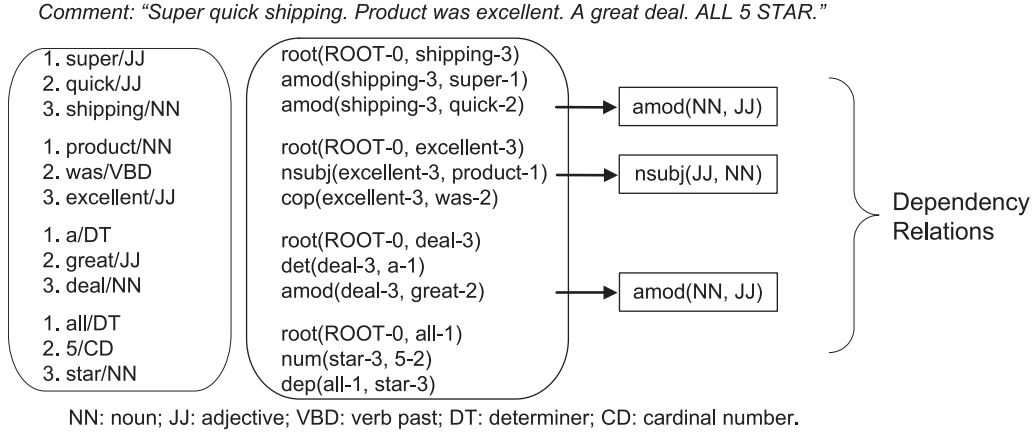 Comment: “Super quick shipping. Product was excellent. A great deal. ALL 5 STAR.”
1. super/JJ
2. quick/JJ
3. shipping/NN
1. product/NN
2. was/VBD
3. excellent/JJ
1. a/DT
2. great/JJ
3. deal/NN
1. all/DT
2. 5/CD
3. star/NN
root(ROOT-0, shipping-3)
amod(shipping-3, super-1)
amod(shipping-3, quick-2)
root(ROOT-0, excellent-3)
nsubj(excellent-3, product-1)
cop(excellent-3, was-2)
root(ROOT-0, deal-3)
det(deal-3, a-1)
amod(deal-3, great-2)
root(ROOT-0, all-1)
num(star-3, 5-2)
dep(all-1, star-3)
amod(NN, JJ)
nsubj(JJ, NN)
amod(NN, JJ)
Dependency
Relations
NN: noun; JJ: adjective; VBD: verb past; DT: determiner; CD: cardinal number.